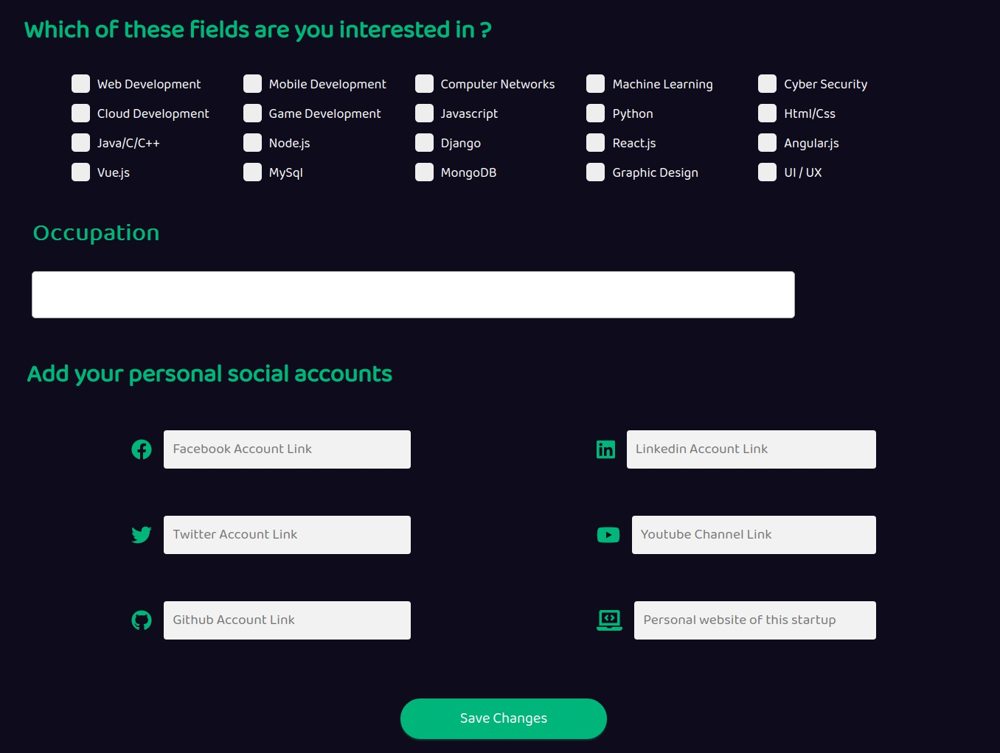 Which of these fields are you interested in ?
Web Development Mobile Development Computer Networks Machine Learning Cyber Security
Cloud Development Game Development Javascript Python Html/Css
Java/C/C++ Node.js Django React.js Angular.js
Vue.js MySql MongoDB Graphic Design UI / UX
Occupation
Add your personal social accounts
Facebook Account Link Linkedin Account Link
Twitter Account Link Youtube Channel Link
Github Account Link Personal website of this startup
Save Changes